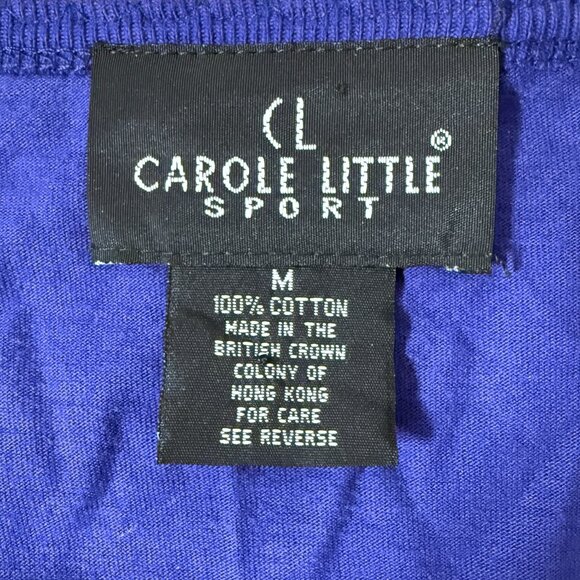 CL
CAROLE LITTLE®
SPORT
M
100% COTTON
MADE IN THE
BRITISH CROWN
COLONY OF
HONG KONG
FOR CARE
SEE REVERSE